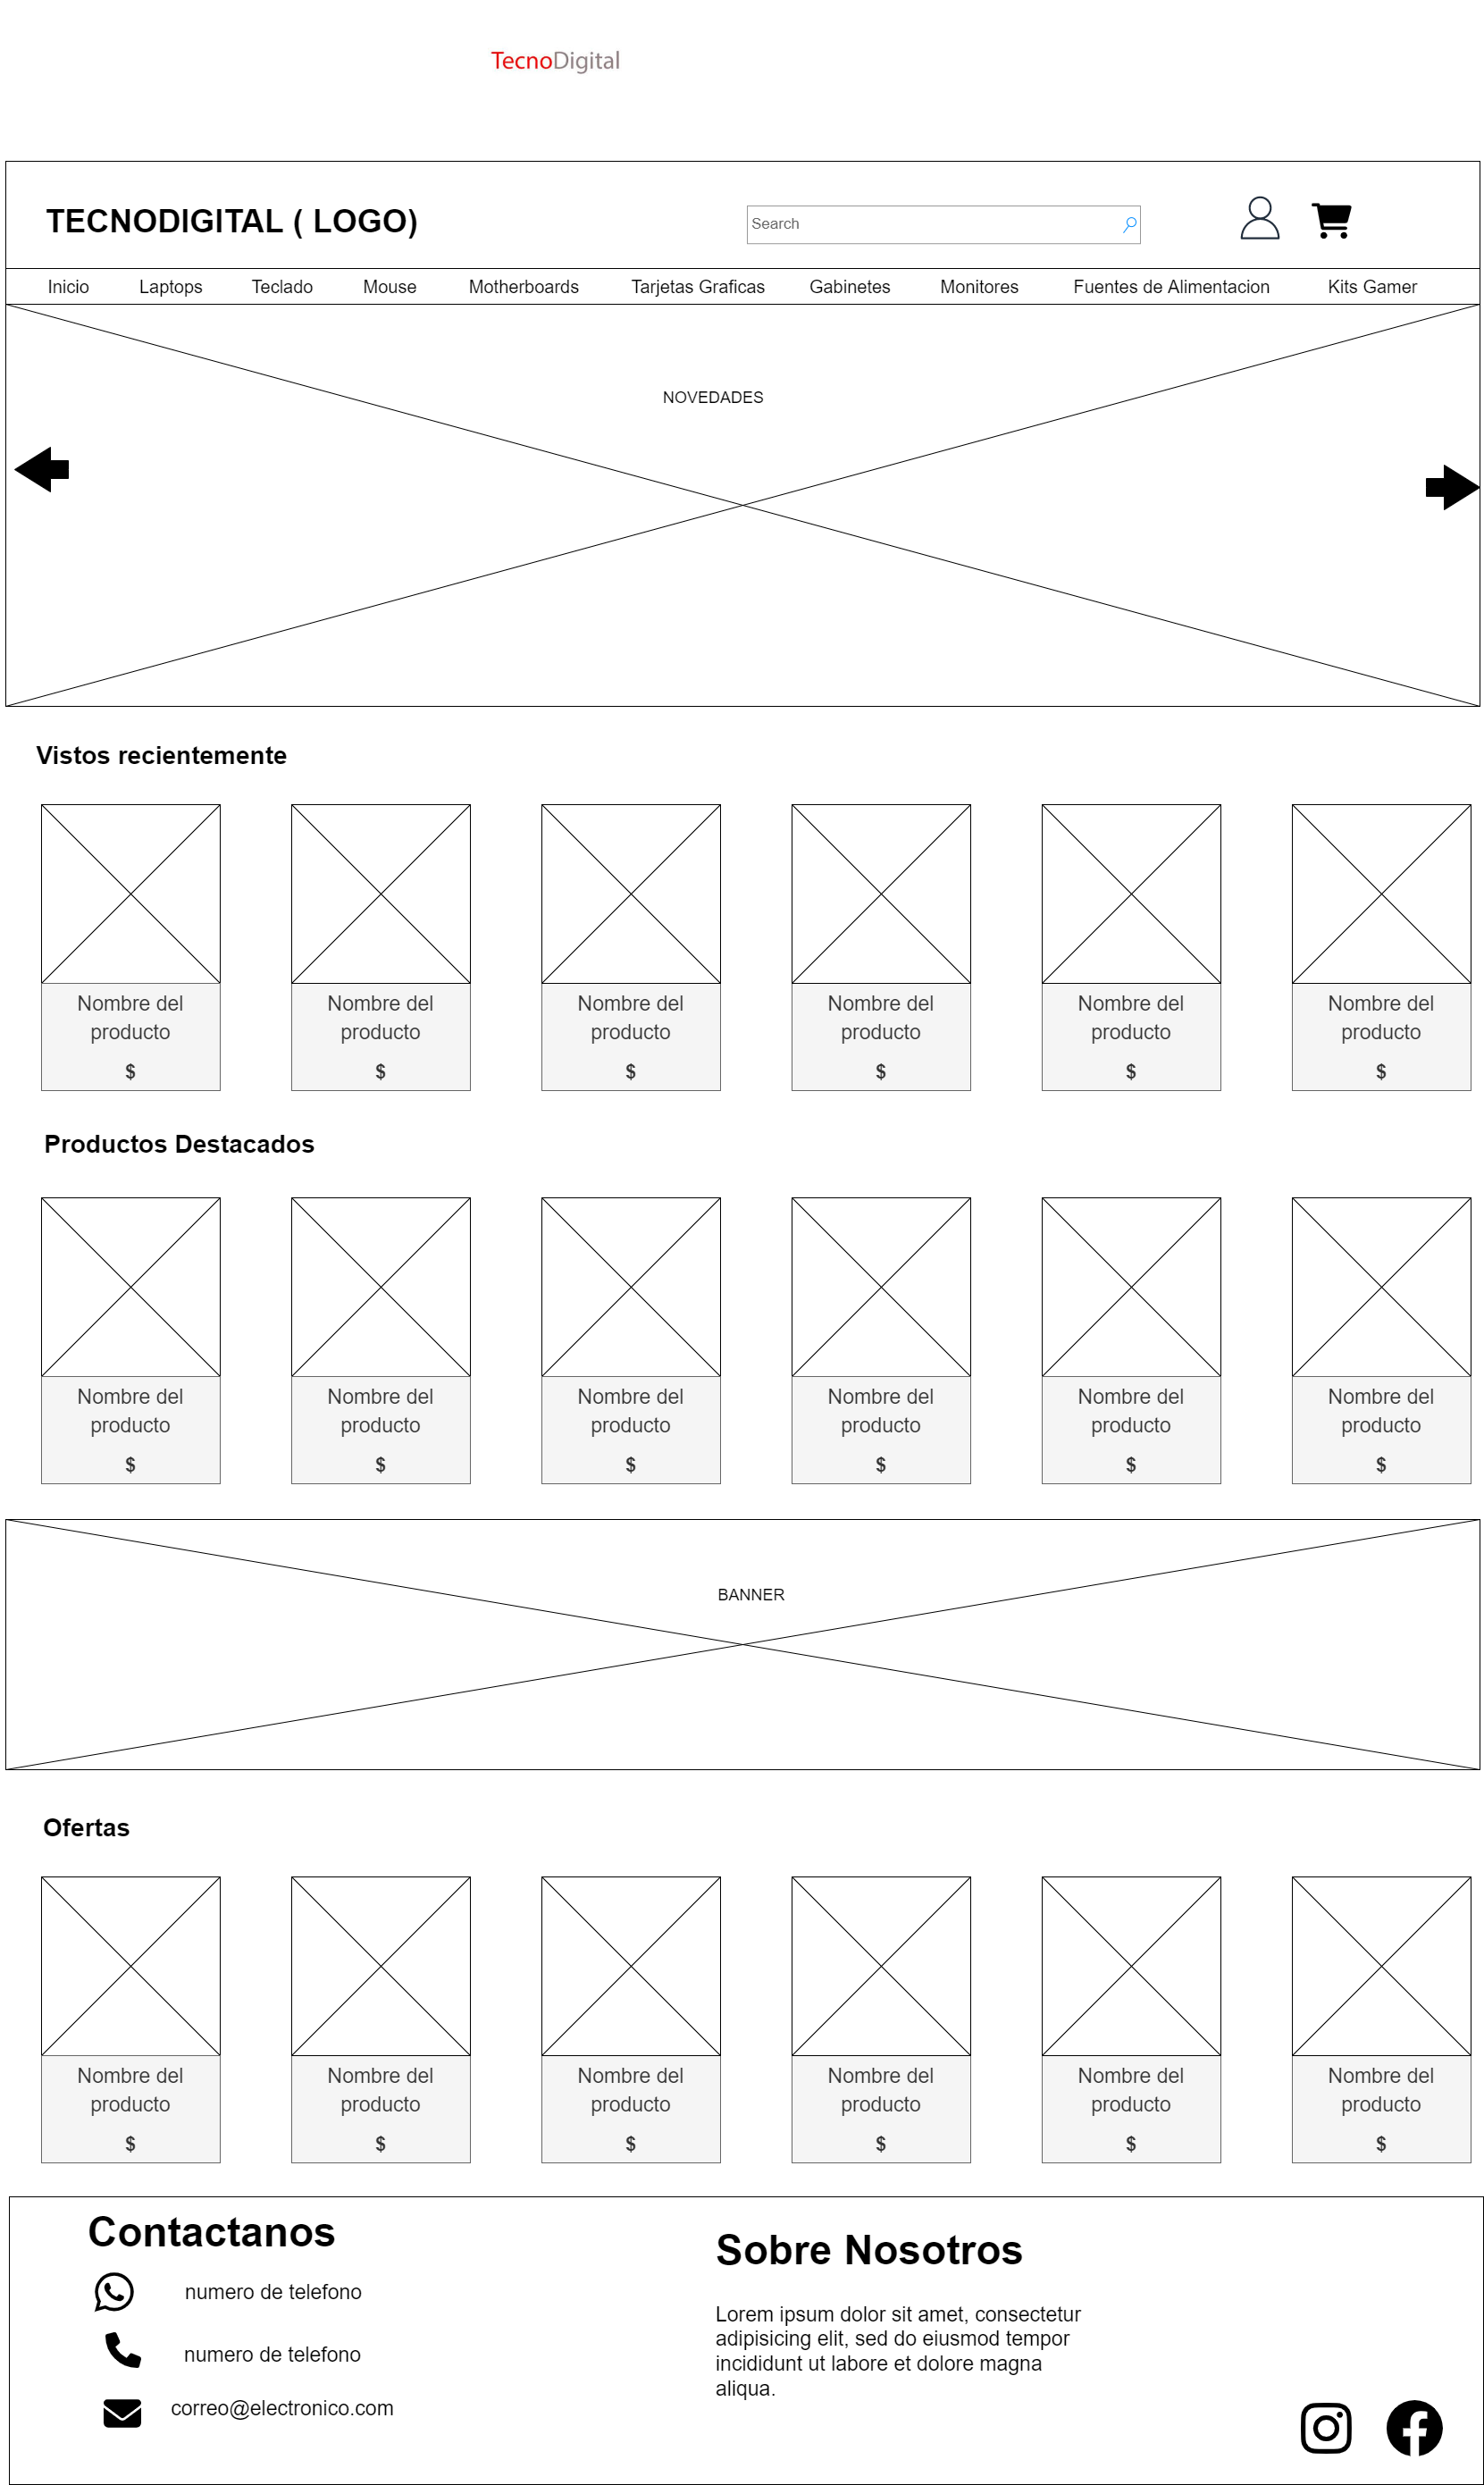 TecnoDigital
TECNODIGITAL ( LOGO)
Search
Inicio Laptops Teclado Mouse Motherboards Tarjetas Graficas Gabinetes Monitores Fuentes de Alimentacion Kits Gamer
NOVEDADES
Vistos recientemente
Nombre del Nombre del Nombre del Nombre del Nombre del Nombre del
producto producto producto producto producto producto
$ $ $ $ $ $
Productos Destacados
Nombre del Nombre del Nombre del Nombre del Nombre del Nombre del
producto producto producto producto producto producto
$ $ $ $ $ $
BANNER
Ofertas
Nombre del Nombre del Nombre del Nombre del Nombre del Nombre del
producto producto producto producto producto producto
$ $ $ $ $ $
Contactanos
numero de telefono
numero de telefono
correo@electronico.com
Sobre Nosotros
Lorem ipsum dolor sit amet, consectetur
adipisicing elit, sed do eiusmod tempor
incididunt ut labore et dolore magna
aliqua.